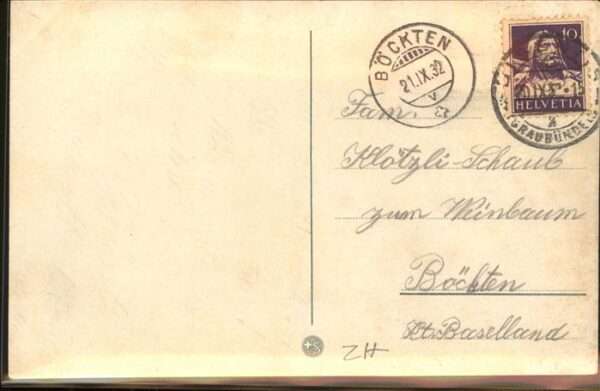 BÖCKTEN
21.IX.32
V
10
HELVETIA
(GRAUBÜNDEN)
Fam.
Klötzli-Schaub
zum Weinbaum
Böckten
Kt. Baselland
ZH